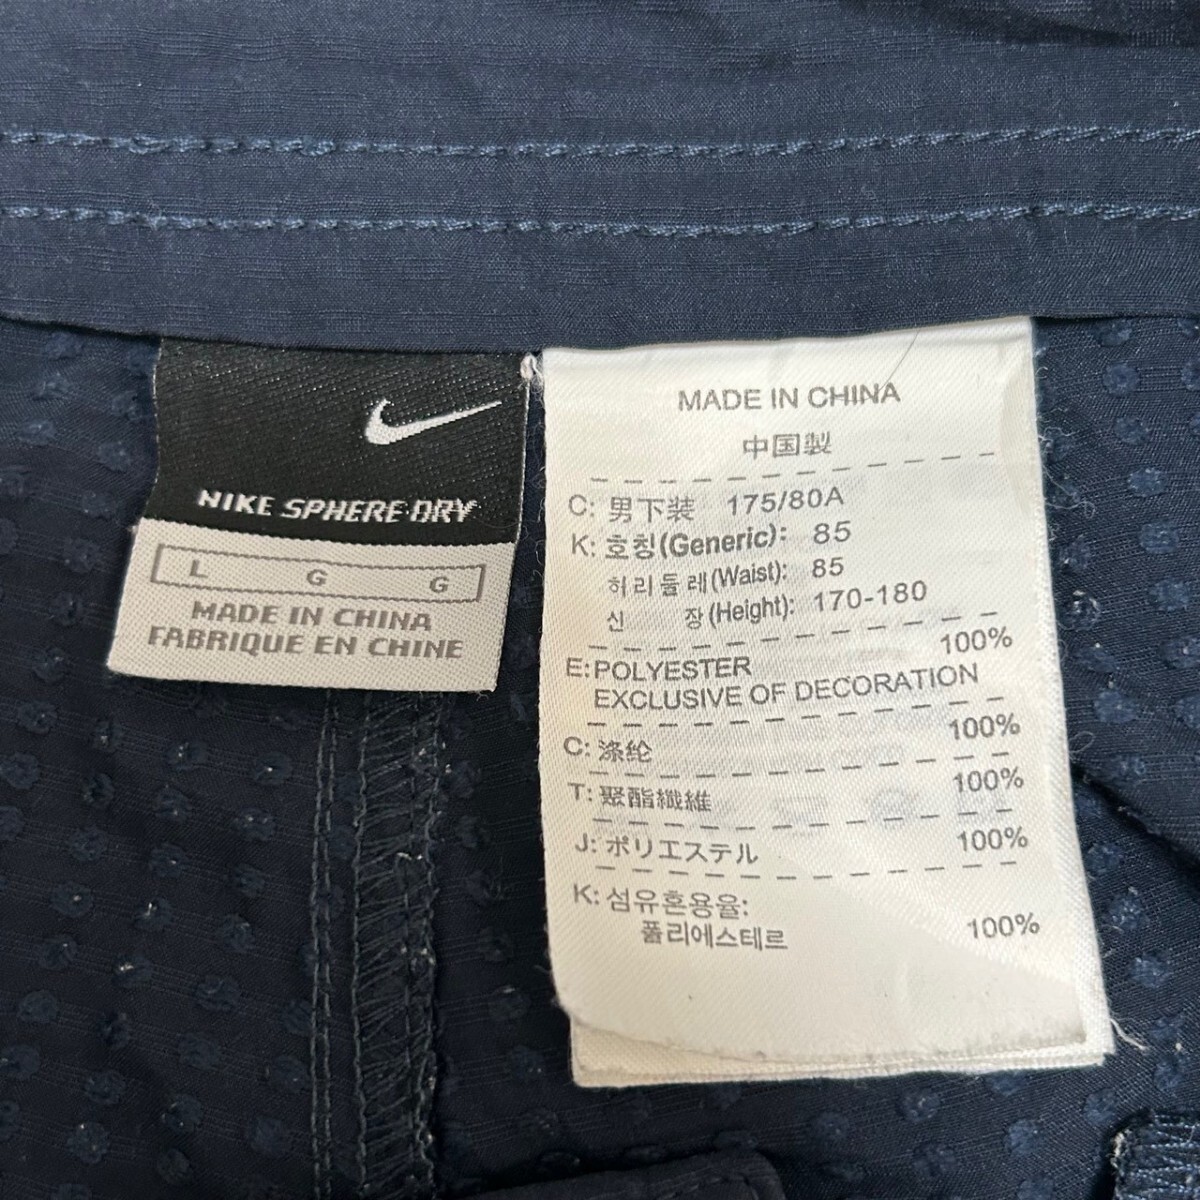 NIKE SPHERE·DRY
L G G
MADE IN CHINA
FABRIQUE EN CHINE
MADE IN CHINA
中国製
C: 男下装 175/80A
K: 호칭(Generic): 85
허리둘레(Waist): 85
신 장(Height): 170-180
100%
E: POLYESTER
EXCLUSIVE OF DECORATION
100%
C: 涤纶
100%
T: 聚酯纖維
100%
J: ポリエステル
K: 섬유혼용율:
폴리에스테르 100%